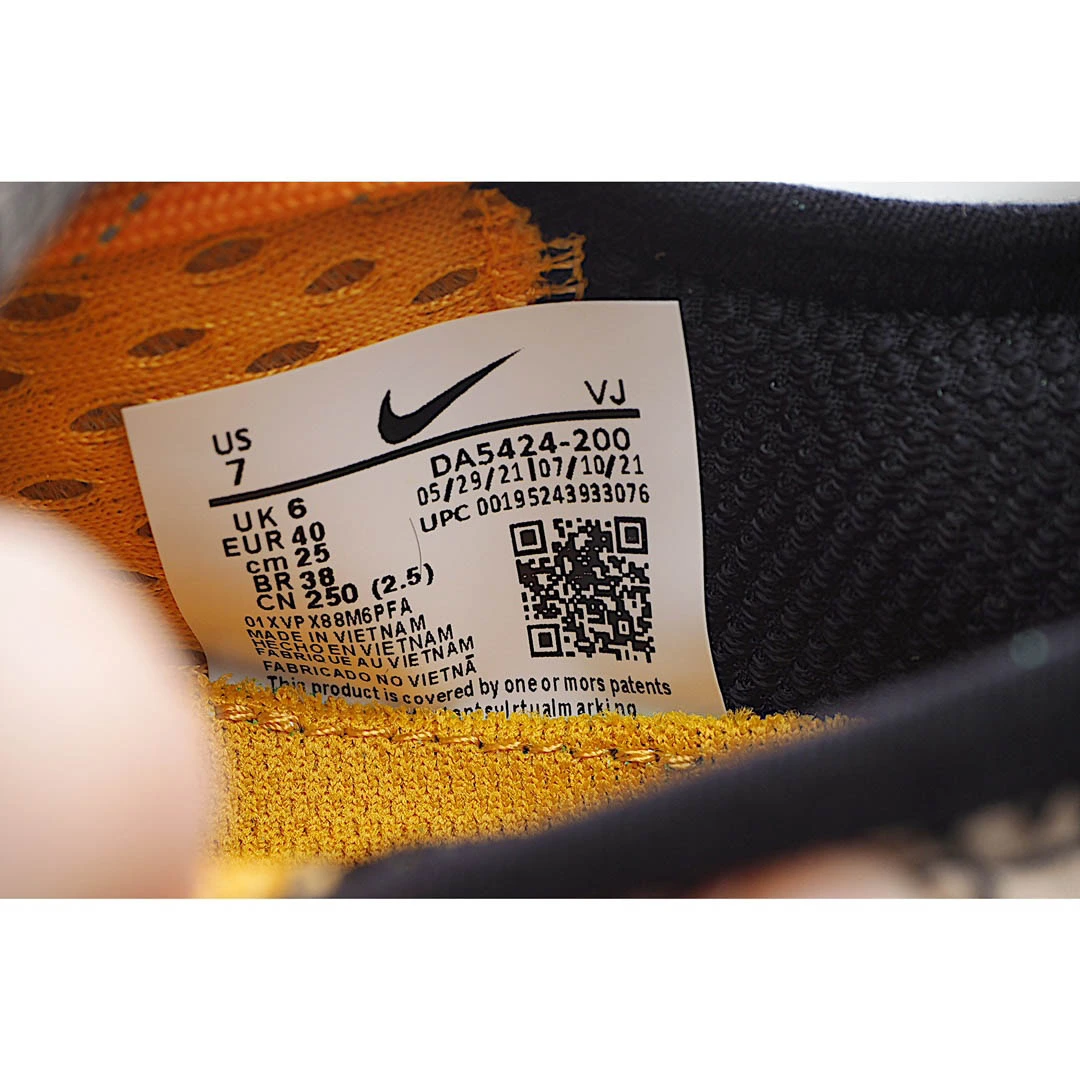 US
7
VJ
DA5424-200
05/29/21|07/10/21
UPC 00195243933076
UK 6
EUR 40
cm 25
BR 38
CN 250 (2.5)
01XVPX88M6PFA
MADE IN VIETNAM
HECHO EN VIETNAM
FABRIQUE AU VIETNAM
FABRICADO NO VIETNÃ
This product is covered by one or mors patents